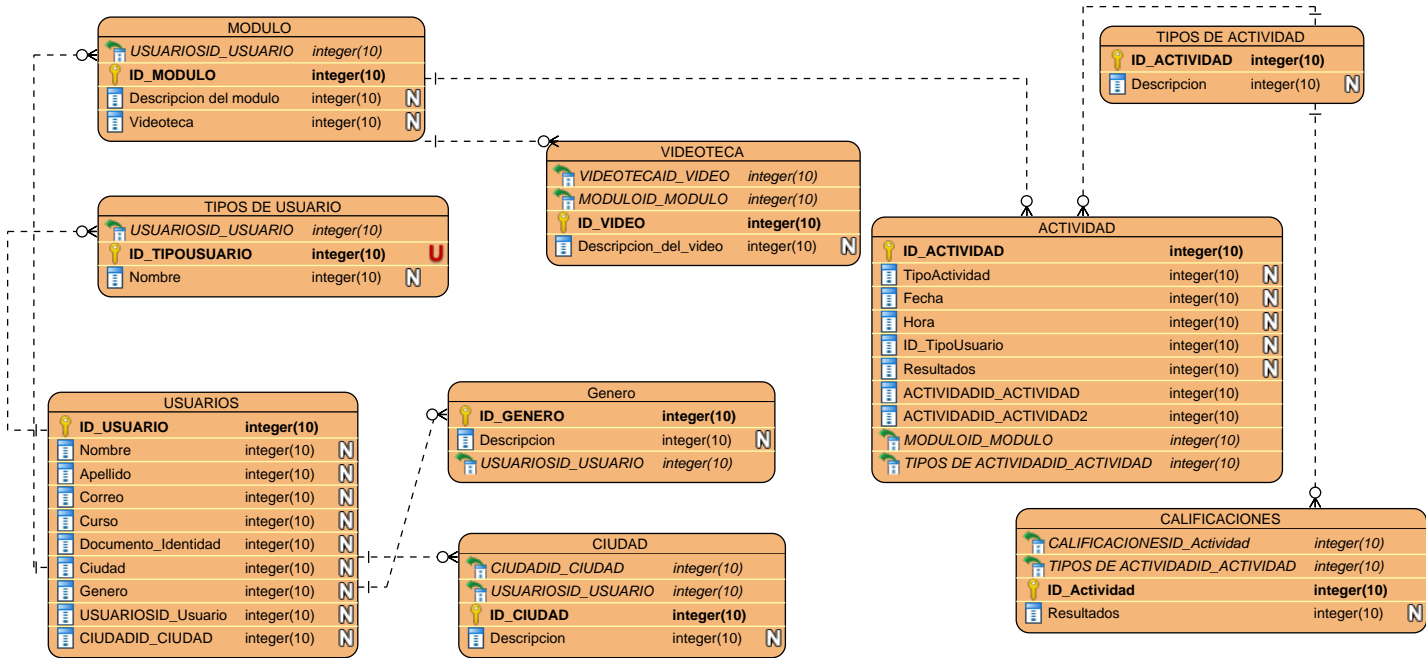 MODULO
USUARIOSID_USUARIO integer(10)
ID_MODULO integer(10)
Descripcion del modulo integer(10) N
Videoteca integer(10) N
TIPOS DE ACTIVIDAD
ID_ACTIVIDAD integer(10)
Descripcion integer(10) N
VIDEOTECA
VIDEOTECAID_VIDEO integer(10)
MODULOID_MODULO integer(10)
ID_VIDEO integer(10)
Descripcion_del_video integer(10) N
TIPOS DE USUARIO
USUARIOSID_USUARIO integer(10)
ID_TIPOUSUARIO integer(10) U
Nombre integer(10) N
ACTIVIDAD
ID_ACTIVIDAD integer(10)
TipoActividad integer(10) N
Fecha integer(10) N
Hora integer(10) N
ID_TipoUsuario integer(10) N
Resultados integer(10) N
ACTIVIDADID_ACTIVIDAD integer(10)
ACTIVIDADID_ACTIVIDAD2 integer(10)
MODULOID_MODULO integer(10)
TIPOS DE ACTIVIDADID_ACTIVIDAD integer(10)
USUARIOS
ID_USUARIO integer(10)
Nombre integer(10) N
Apellido integer(10) N
Correo integer(10) N
Curso integer(10) N
Documento_Identidad integer(10) N
Ciudad integer(10) N
Genero integer(10) N
USUARIOSID_Usuario integer(10) N
CIUDADID_CIUDAD integer(10) N
Genero
ID_GENERO integer(10)
Descripcion integer(10) N
USUARIOSID_USUARIO integer(10)
CIUDAD
CIUDADID_CIUDAD integer(10)
USUARIOSID_USUARIO integer(10)
ID_CIUDAD integer(10)
Descripcion integer(10) N
CALIFICACIONES
CALIFICACIONESID_Actividad integer(10)
TIPOS DE ACTIVIDADID_ACTIVIDAD integer(10)
ID_Actividad integer(10)
Resultados integer(10) N